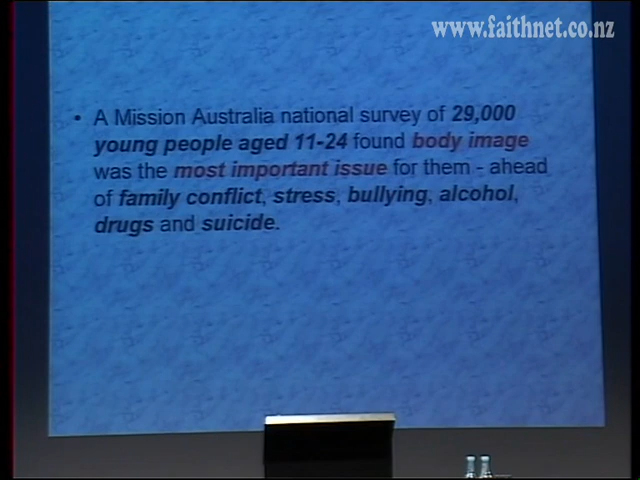 www.faithnet.co.nz
• A Mission Australia national survey of 29,000
young people aged 11-24 found body image
was the most important issue for them - ahead
of family conflict, stress, bullying, alcohol,
drugs and suicide.